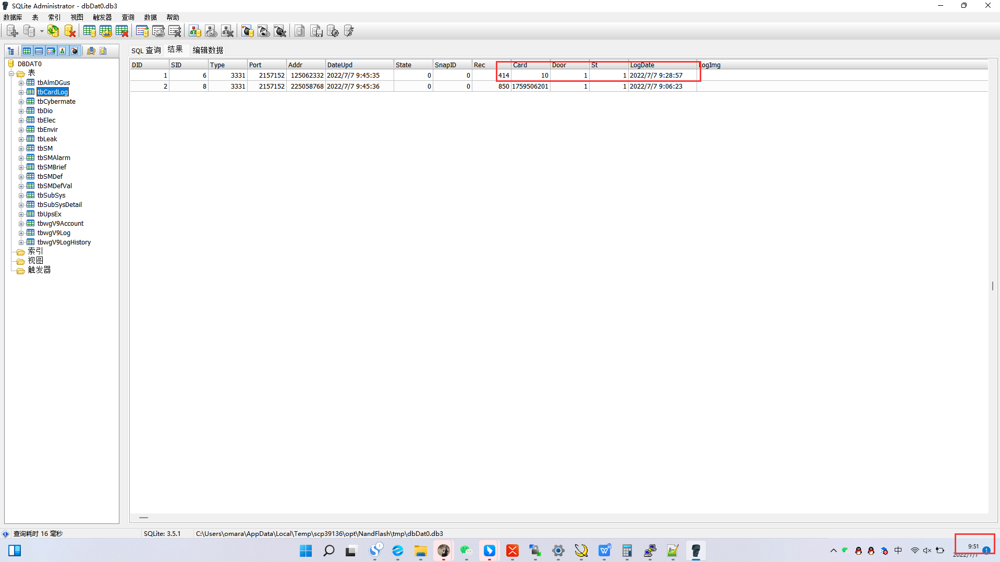 SQLite Administrator - dbDat0.db3
数据库 表 索引 视图 触发器 查询 数据 帮助
SQL 查询 结果 编辑数据
DBDAT0
表
tbAlmDGus
tbCardLog
tbCybermate
tbDio
tbElec
tbEnvir
tbLeak
tbSM
tbSMAlarm
tbSMBrief
tbSMDef
tbSMDefVal
tbSubSys
tbSubSysDetail
tbUpsEx
tbwgV9Account
tbwgV9Log
tbwgV9LogHistory
索引
视图
触发器
DID SID Type Port Addr DateUpd State SnapID Rec Card Door St LogDate LogImg
1 6 3331 2157152 125062332 2022/7/7 9:45:35 0 0 414 10 1 1 2022/7/7 9:28:57
2 8 3331 2157152 225058768 2022/7/7 9:45:36 0 0 850 1759506201 1 1 2022/7/7 9:06:23
查询耗时 16 毫秒 SQLite: 3.5.1 C:\Users\omara\AppData\Local\Temp\scp39136\opt\NandFlash\tmp\dbDat0.db3
中
9:51
1
2022/7/7